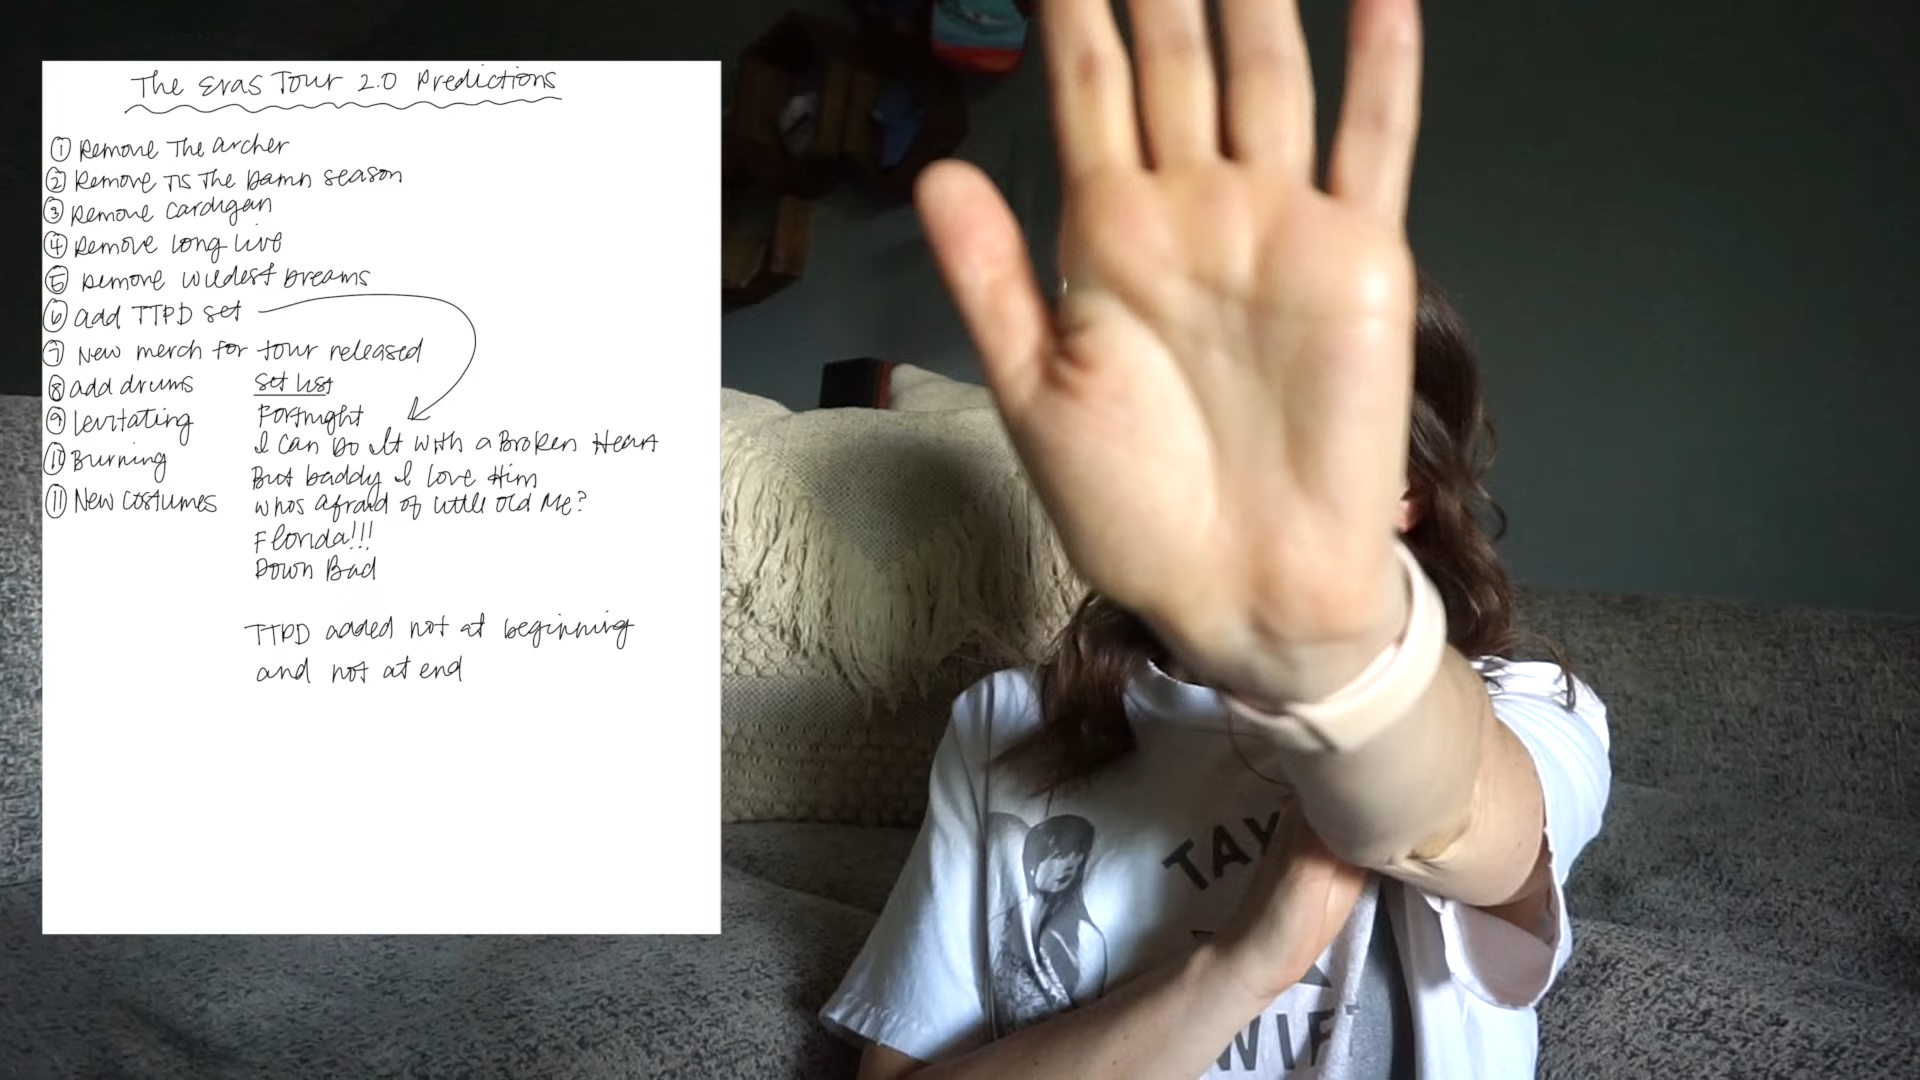 The Eras Tour 2.0 Predictions
① Remove The Archer
② Remove Tis The Damn Season
③ Remove Cardigan
④ Remove Long Live
⑤ Remove Wildest Dreams
⑥ add TTPD set
⑦ New merch for tour released
⑧ add drums
⑨ Levitating
⑩ Burning
⑪ New costumes
Set List
Fortnight
I Can Do It With a Broken Heart
But Daddy I Love Him
Whos Afraid of Little Old Me?
Florida!!!
Down Bad
TTPD added not at beginning
and not at end
TAY
SWIF